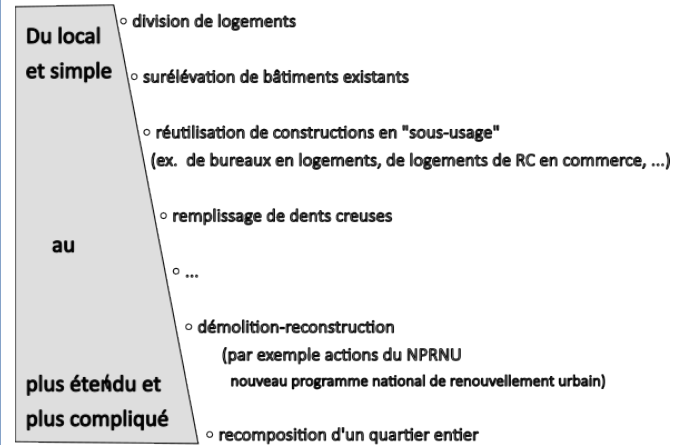 Du local
et simple
au
plus étendu et
plus compliqué
◦ division de logements
◦ surélévation de bâtiments existants
◦ réutilisation de constructions en "sous-usage"
(ex. de bureaux en logements, de logements de RC en commerce, ...)
◦ remplissage de dents creuses
◦ ...
◦ démolition-reconstruction
(par exemple actions du NPRNU
nouveau programme national de renouvellement urbain)
◦ recomposition d'un quartier entier